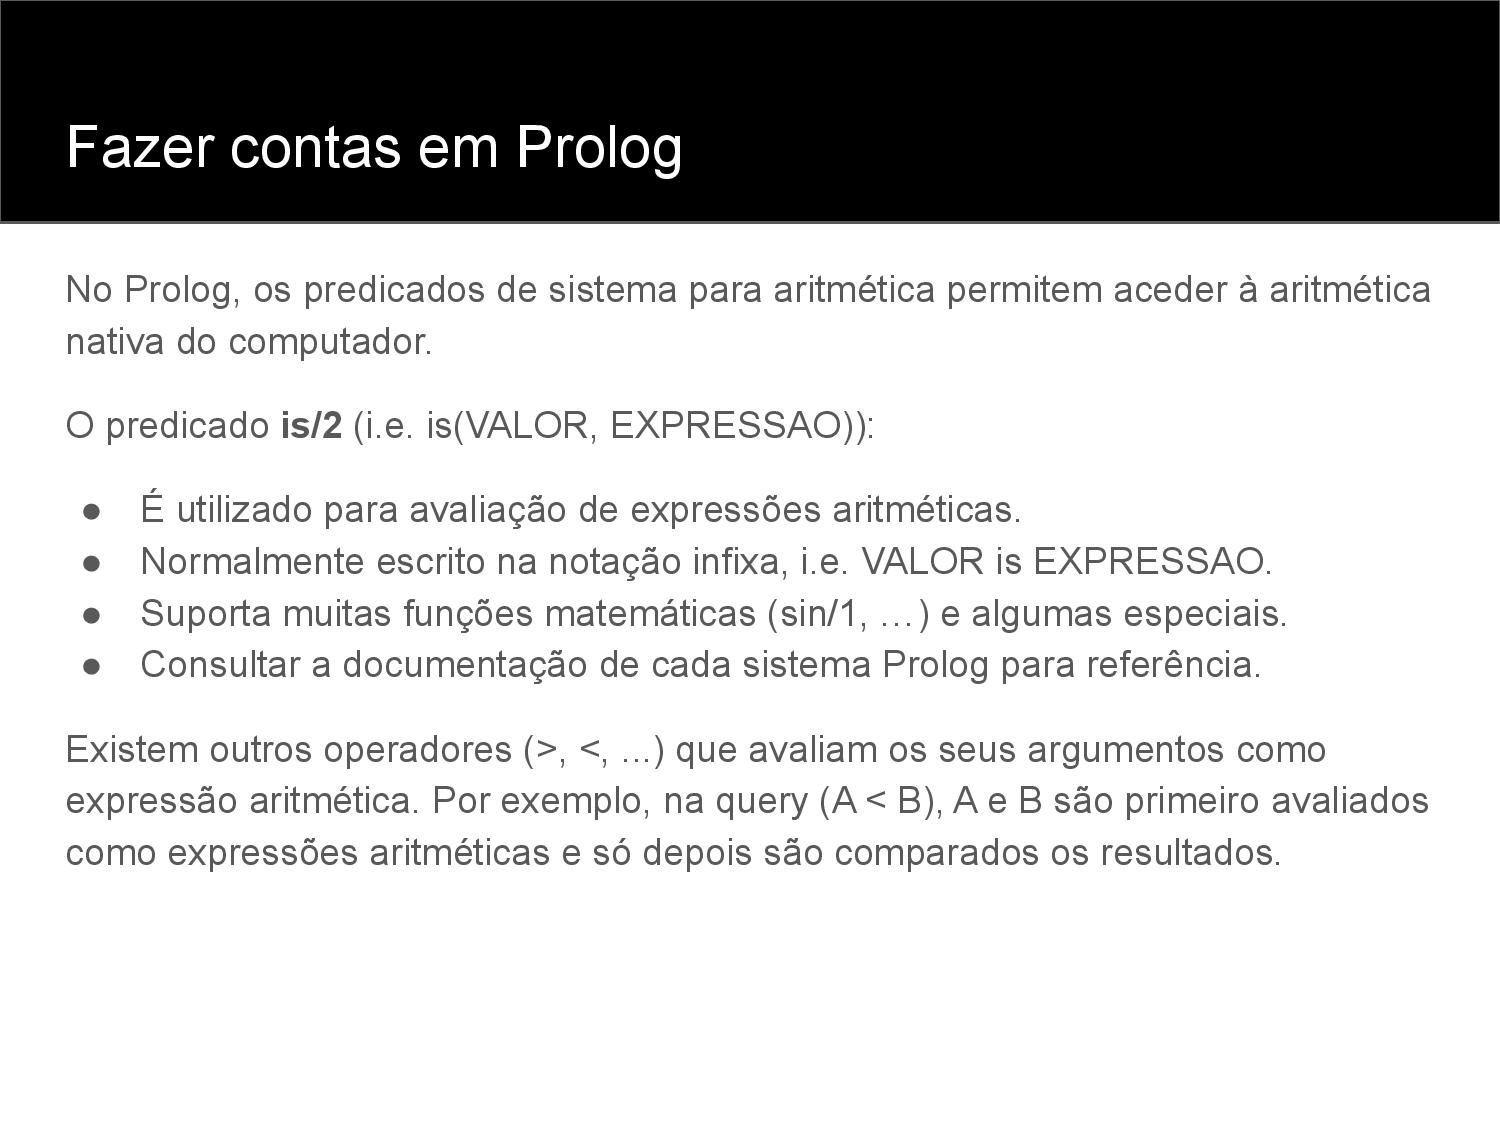 Fazer contas em Prolog
No Prolog, os predicados de sistema para aritmética permitem aceder à aritmética
nativa do computador.
O predicado is/2 (i.e. is(VALOR, EXPRESSAO)):
● É utilizado para avaliação de expressões aritméticas.
● Normalmente escrito na notação infixa, i.e. VALOR is EXPRESSAO.
● Suporta muitas funções matemáticas (sin/1, …) e algumas especiais.
● Consultar a documentação de cada sistema Prolog para referência.
Existem outros operadores (>, <, ...) que avaliam os seus argumentos como
expressão aritmética. Por exemplo, na query (A < B), A e B são primeiro avaliados
como expressões aritméticas e só depois são comparados os resultados.